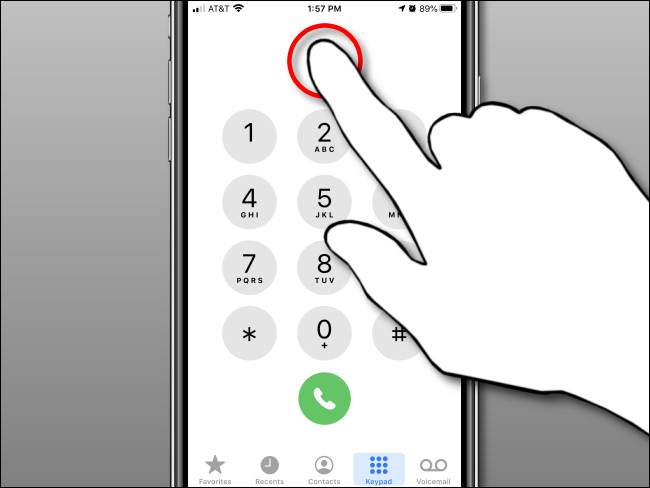 AT&T 1:57 PM 89%
1 2
ABC
4 5
GHI JKL M
7 8
PQRS TUV
* 0 #
+
Favorites Recents Contacts Keypad Voicemail